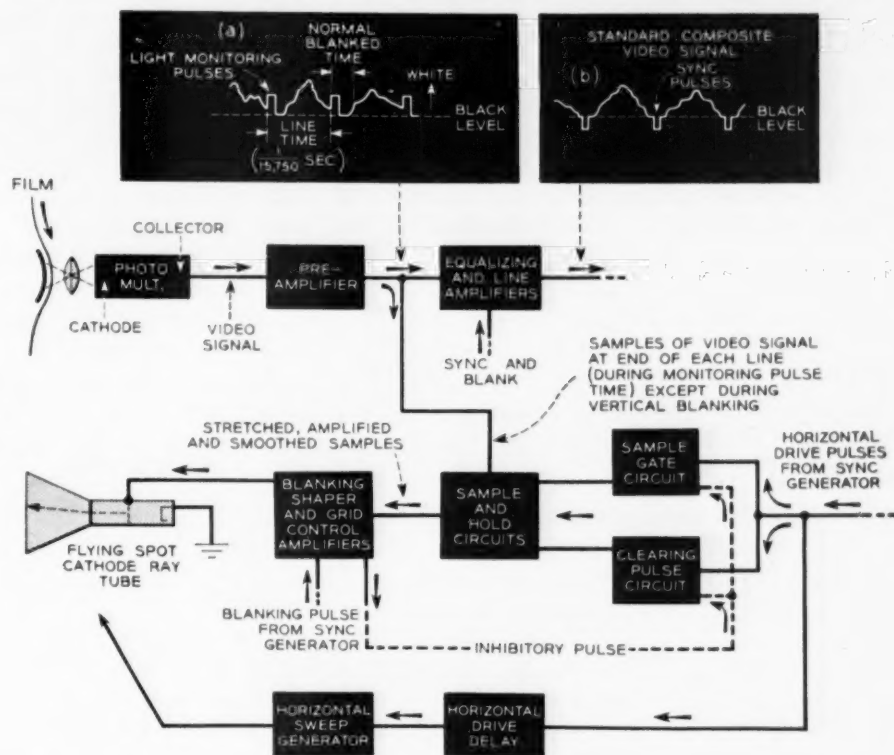 (a)
NORMAL
BLANKED
TIME
LIGHT MONITORING
PULSES
WHITE
BLACK
LEVEL
LINE
TIME
(1/15,750 SEC)
STANDARD COMPOSITE
VIDEO SIGNAL
(b)
SYNC
PULSES
BLACK
LEVEL
FILM
COLLECTOR
PHOTO
MULT.
CATHODE
VIDEO
SIGNAL
PRE-
AMPLIFIER
EQUALIZING
AND LINE
AMPLIFIERS
SYNC AND
BLANK
SAMPLES OF VIDEO SIGNAL
AT END OF EACH LINE
(DURING MONITORING PULSE
TIME) EXCEPT DURING
VERTICAL BLANKING
STRETCHED, AMPLIFIED
AND SMOOTHED SAMPLES
SAMPLE
GATE
CIRCUIT
HORIZONTAL
DRIVE PULSES
FROM SYNC
GENERATOR
BLANKING
SHAPER
AND GRID
CONTROL
AMPLIFIERS
SAMPLE
AND
HOLD
CIRCUITS
CLEARING
PULSE
CIRCUIT
FLYING SPOT
CATHODE RAY
TUBE
BLANKING PULSE
FROM SYNC
GENERATOR
INHIBITORY PULSE
HORIZONTAL
SWEEP
GENERATOR
HORIZONTAL
DRIVE
DELAY